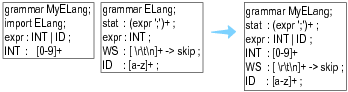 grammar MyELang;
import ELang;
expr : INT | ID ;
INT : [0-9]+
grammar ELang;
stat : (expr ';')+ ;
expr : INT ;
WS : [ \r\t\n]+ -> skip ;
ID : [a-z]+ ;
grammar MyELang;
stat : (expr ';')+ ;
expr : INT | ID ;
INT : [0-9]+
WS : [ \r\t\n]+ -> skip ;
ID : [a-z]+ ;